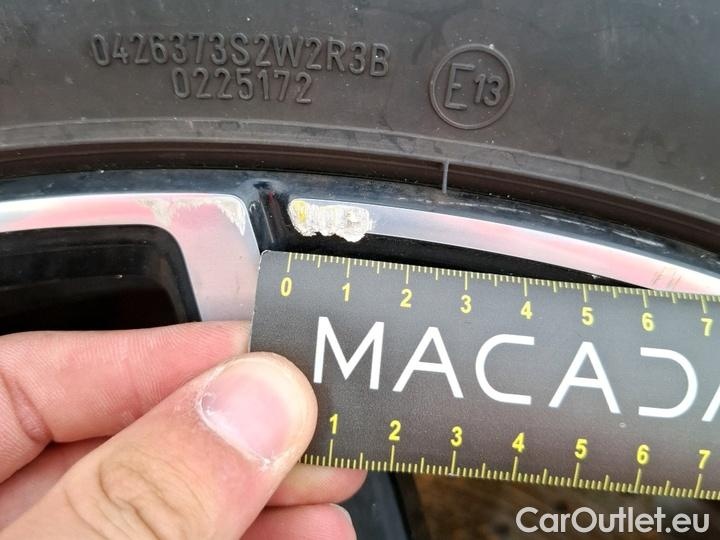 0426373S2W2R3B
0225172
E13
0 1 2 3 4 5 6 7
MACADA
1 2 3 4 5 6 7
CarOutlet.eu